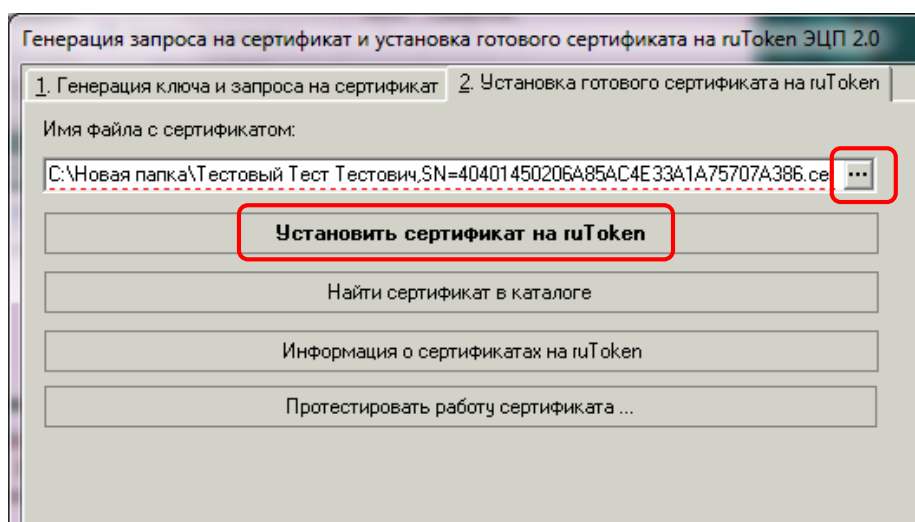 Генерация запроса на сертификат и установка готового сертификата на ruToken ЭЦП 2.0
1. Генерация ключа и запроса на сертификат 2. Установка готового сертификата на ruToken
Имя файла с сертификатом:
C:\Новая папка\Тестовый Тест Тестович,SN=40401450206A85AC4E33A1A75707A386.ce ...
Установить сертификат на ruToken
Найти сертификат в каталоге
Информация о сертификатах на ruToken
Протестировать работу сертификата ...